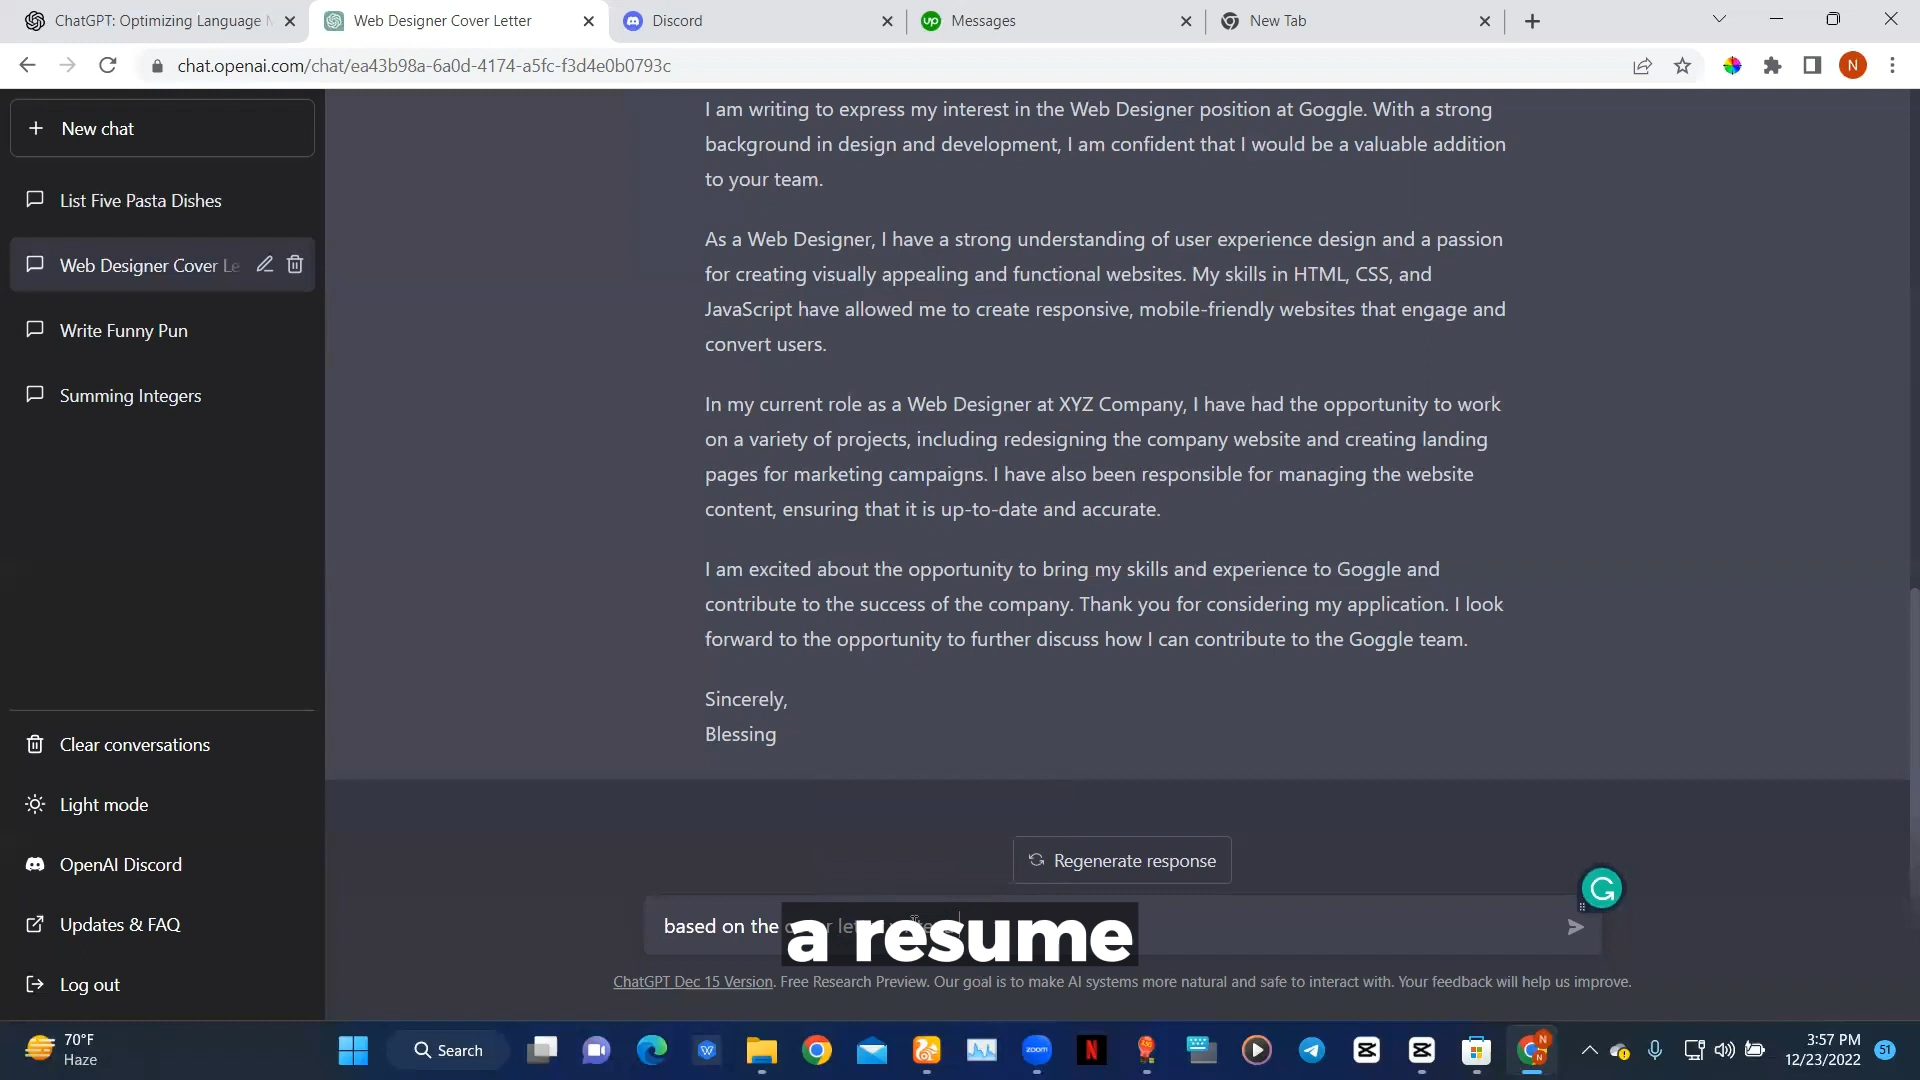 ChatGPT: Optimizing Language
Web Designer Cover Letter
Discord
Messages
New Tab
chat.openai.com/chat/ea43b98a-6a0d-4174-a5fc-f3d4e0b0793c
N
New chat
List Five Pasta Dishes
Web Designer Cover Le
Write Funny Pun
Summing Integers
Clear conversations
Light mode
OpenAI Discord
Updates & FAQ
Log out
I am writing to express my interest in the Web Designer position at Goggle. With a strong
background in design and development, I am confident that I would be a valuable addition
to your team.
As a Web Designer, I have a strong understanding of user experience design and a passion
for creating visually appealing and functional websites. My skills in HTML, CSS, and
JavaScript have allowed me to create responsive, mobile-friendly websites that engage and
convert users.
In my current role as a Web Designer at XYZ Company, I have had the opportunity to work
on a variety of projects, including redesigning the company website and creating landing
pages for marketing campaigns. I have also been responsible for managing the website
content, ensuring that it is up-to-date and accurate.
I am excited about the opportunity to bring my skills and experience to Goggle and
contribute to the success of the company. Thank you for considering my application. I look
forward to the opportunity to further discuss how I can contribute to the Goggle team.
Sincerely,
Blessing
Regenerate response
based on the
a resume
ChatGPT Dec 15 Version. Free Research Preview. Our goal is to make AI systems more natural and safe to interact with. Your feedback will help us improve.
70°F
Haze
Search
zoom
3:57 PM
12/23/2022
51